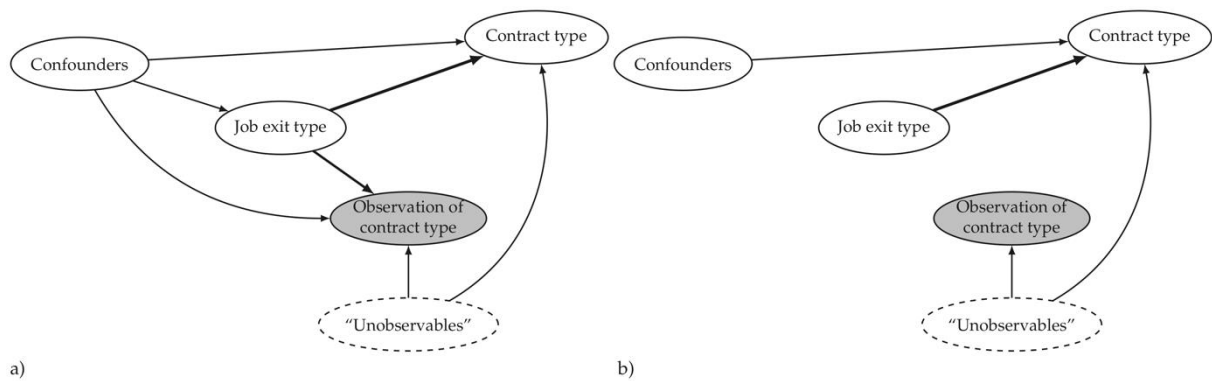 Contract type
Confounders
Job exit type
Observation of
contract type
“Unobservables”
a)
Contract type
Confounders
Job exit type
Observation of
contract type
“Unobservables”
b)